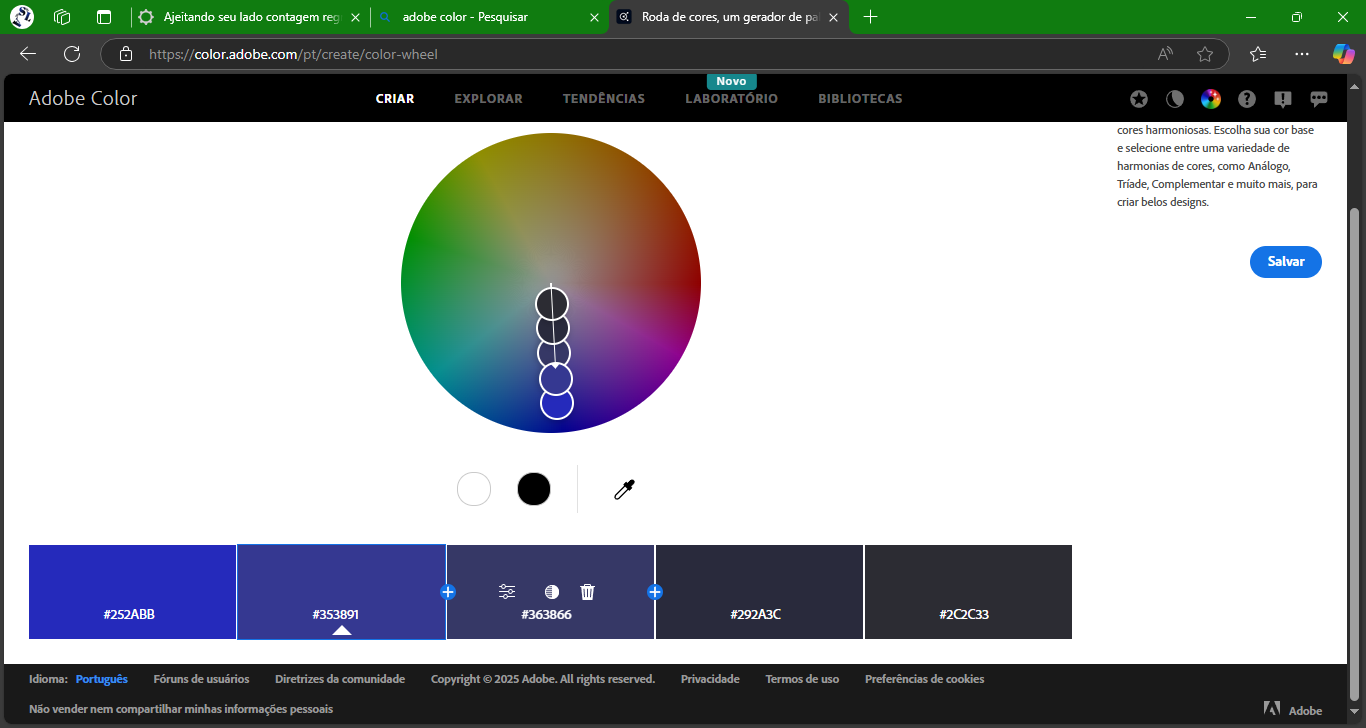 Ajeitando seu lado contagem reg
adobe color - Pesquisar
Roda de cores, um gerador de pal
https://color.adobe.com/pt/create/color-wheel
Novo
Adobe Color
CRIAR
EXPLORAR
TENDÊNCIAS
LABORATÓRIO
BIBLIOTECAS
cores harmoniosas. Escolha sua cor base
e selecione entre uma variedade de
harmonias de cores, como Análogo,
Tríade, Complementar e muito mais, para
criar belos designs.
Salvar
#252ABB
#353891
#363866
#292A3C
#2C2C33
Idioma: Português
Fóruns de usuários
Diretrizes da comunidade
Copyright © 2025 Adobe. All rights reserved.
Privacidade
Termos de uso
Preferências de cookies
Não vender nem compartilhar minhas informações pessoais
Adobe